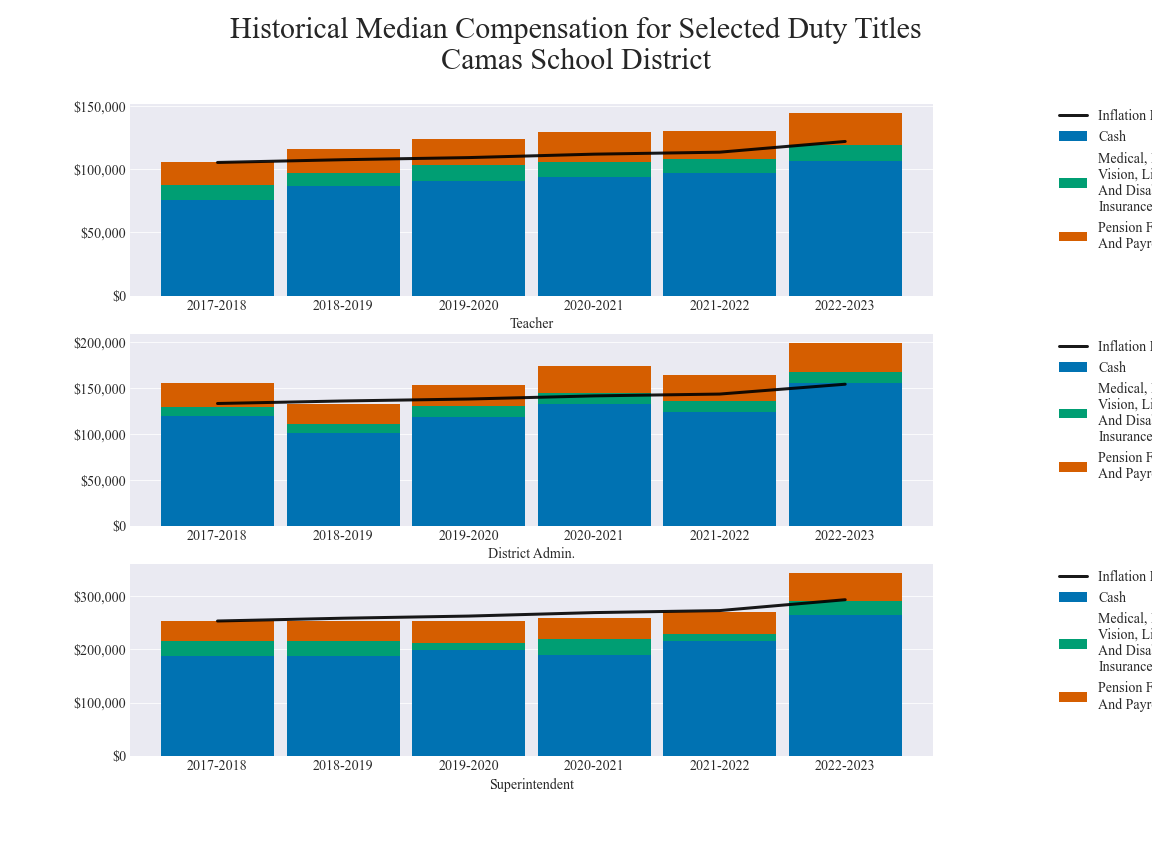 Historical Median Compensation for Selected Duty Titles
Camas School District
$150,000
$100,000
$50,000
$0
2017-2018 2018-2019 2019-2020 2020-2021 2021-2022 2022-2023
Teacher
Inflation
Cash
Medical,
Vision,
And
Insurance
Pension
And
$200,000
$150,000
$100,000
$50,000
$0
2017-2018 2018-2019 2019-2020 2020-2021 2021-2022 2022-2023
District Admin.
Inflation
Cash
Medical,
Vision,
And
Insurance
Pension
And
$300,000
$200,000
$100,000
$0
2017-2018 2018-2019 2019-2020 2020-2021 2021-2022 2022-2023
Superintendent
Inflation
Cash
Medical,
Vision,
And
Insurance
Pension
And